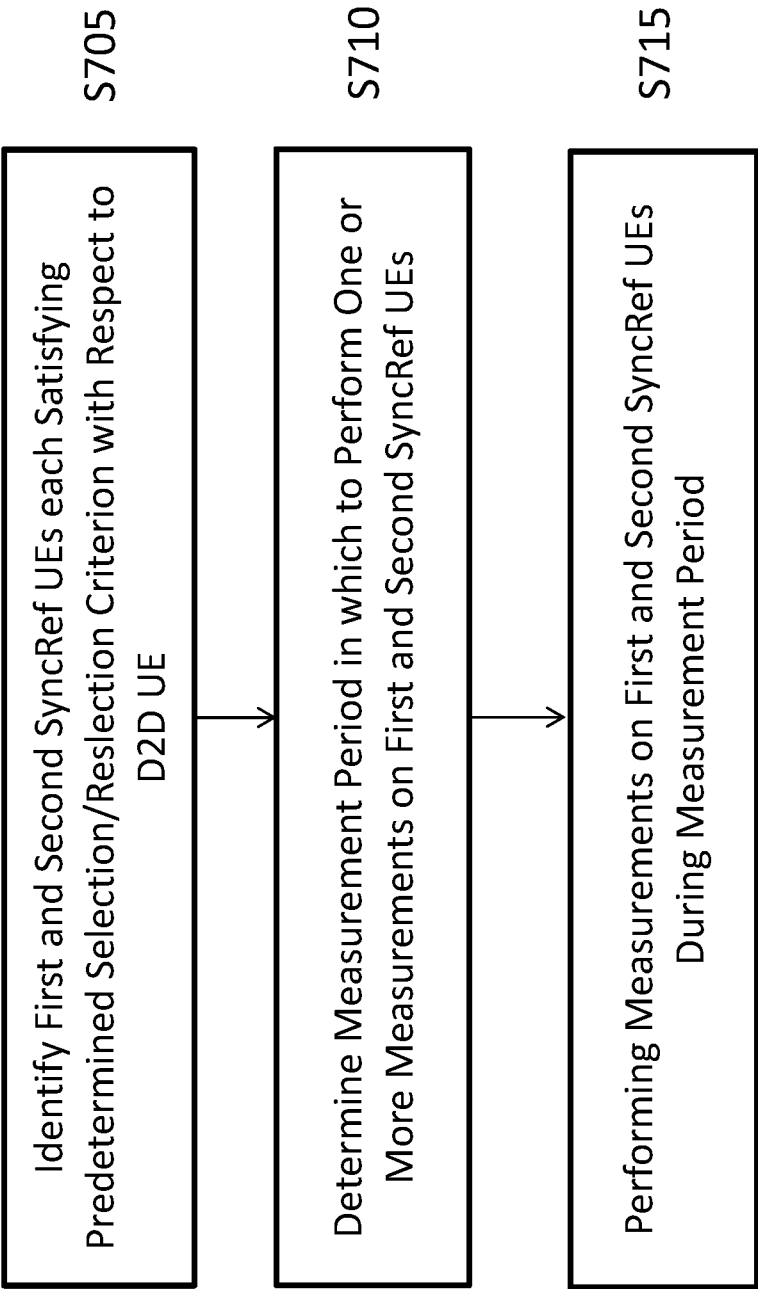 Identify First and Second SyncRef UEs each Satisfying
Predetermined Selection/Reslection Criterion with Respect to
D2D UE
S705
Determine Measurement Period in which to Perform One or
More Measurements on First and Second SyncRef UEs
S710
Performing Measurements on First and Second SyncRef UEs
During Measurement Period
S715